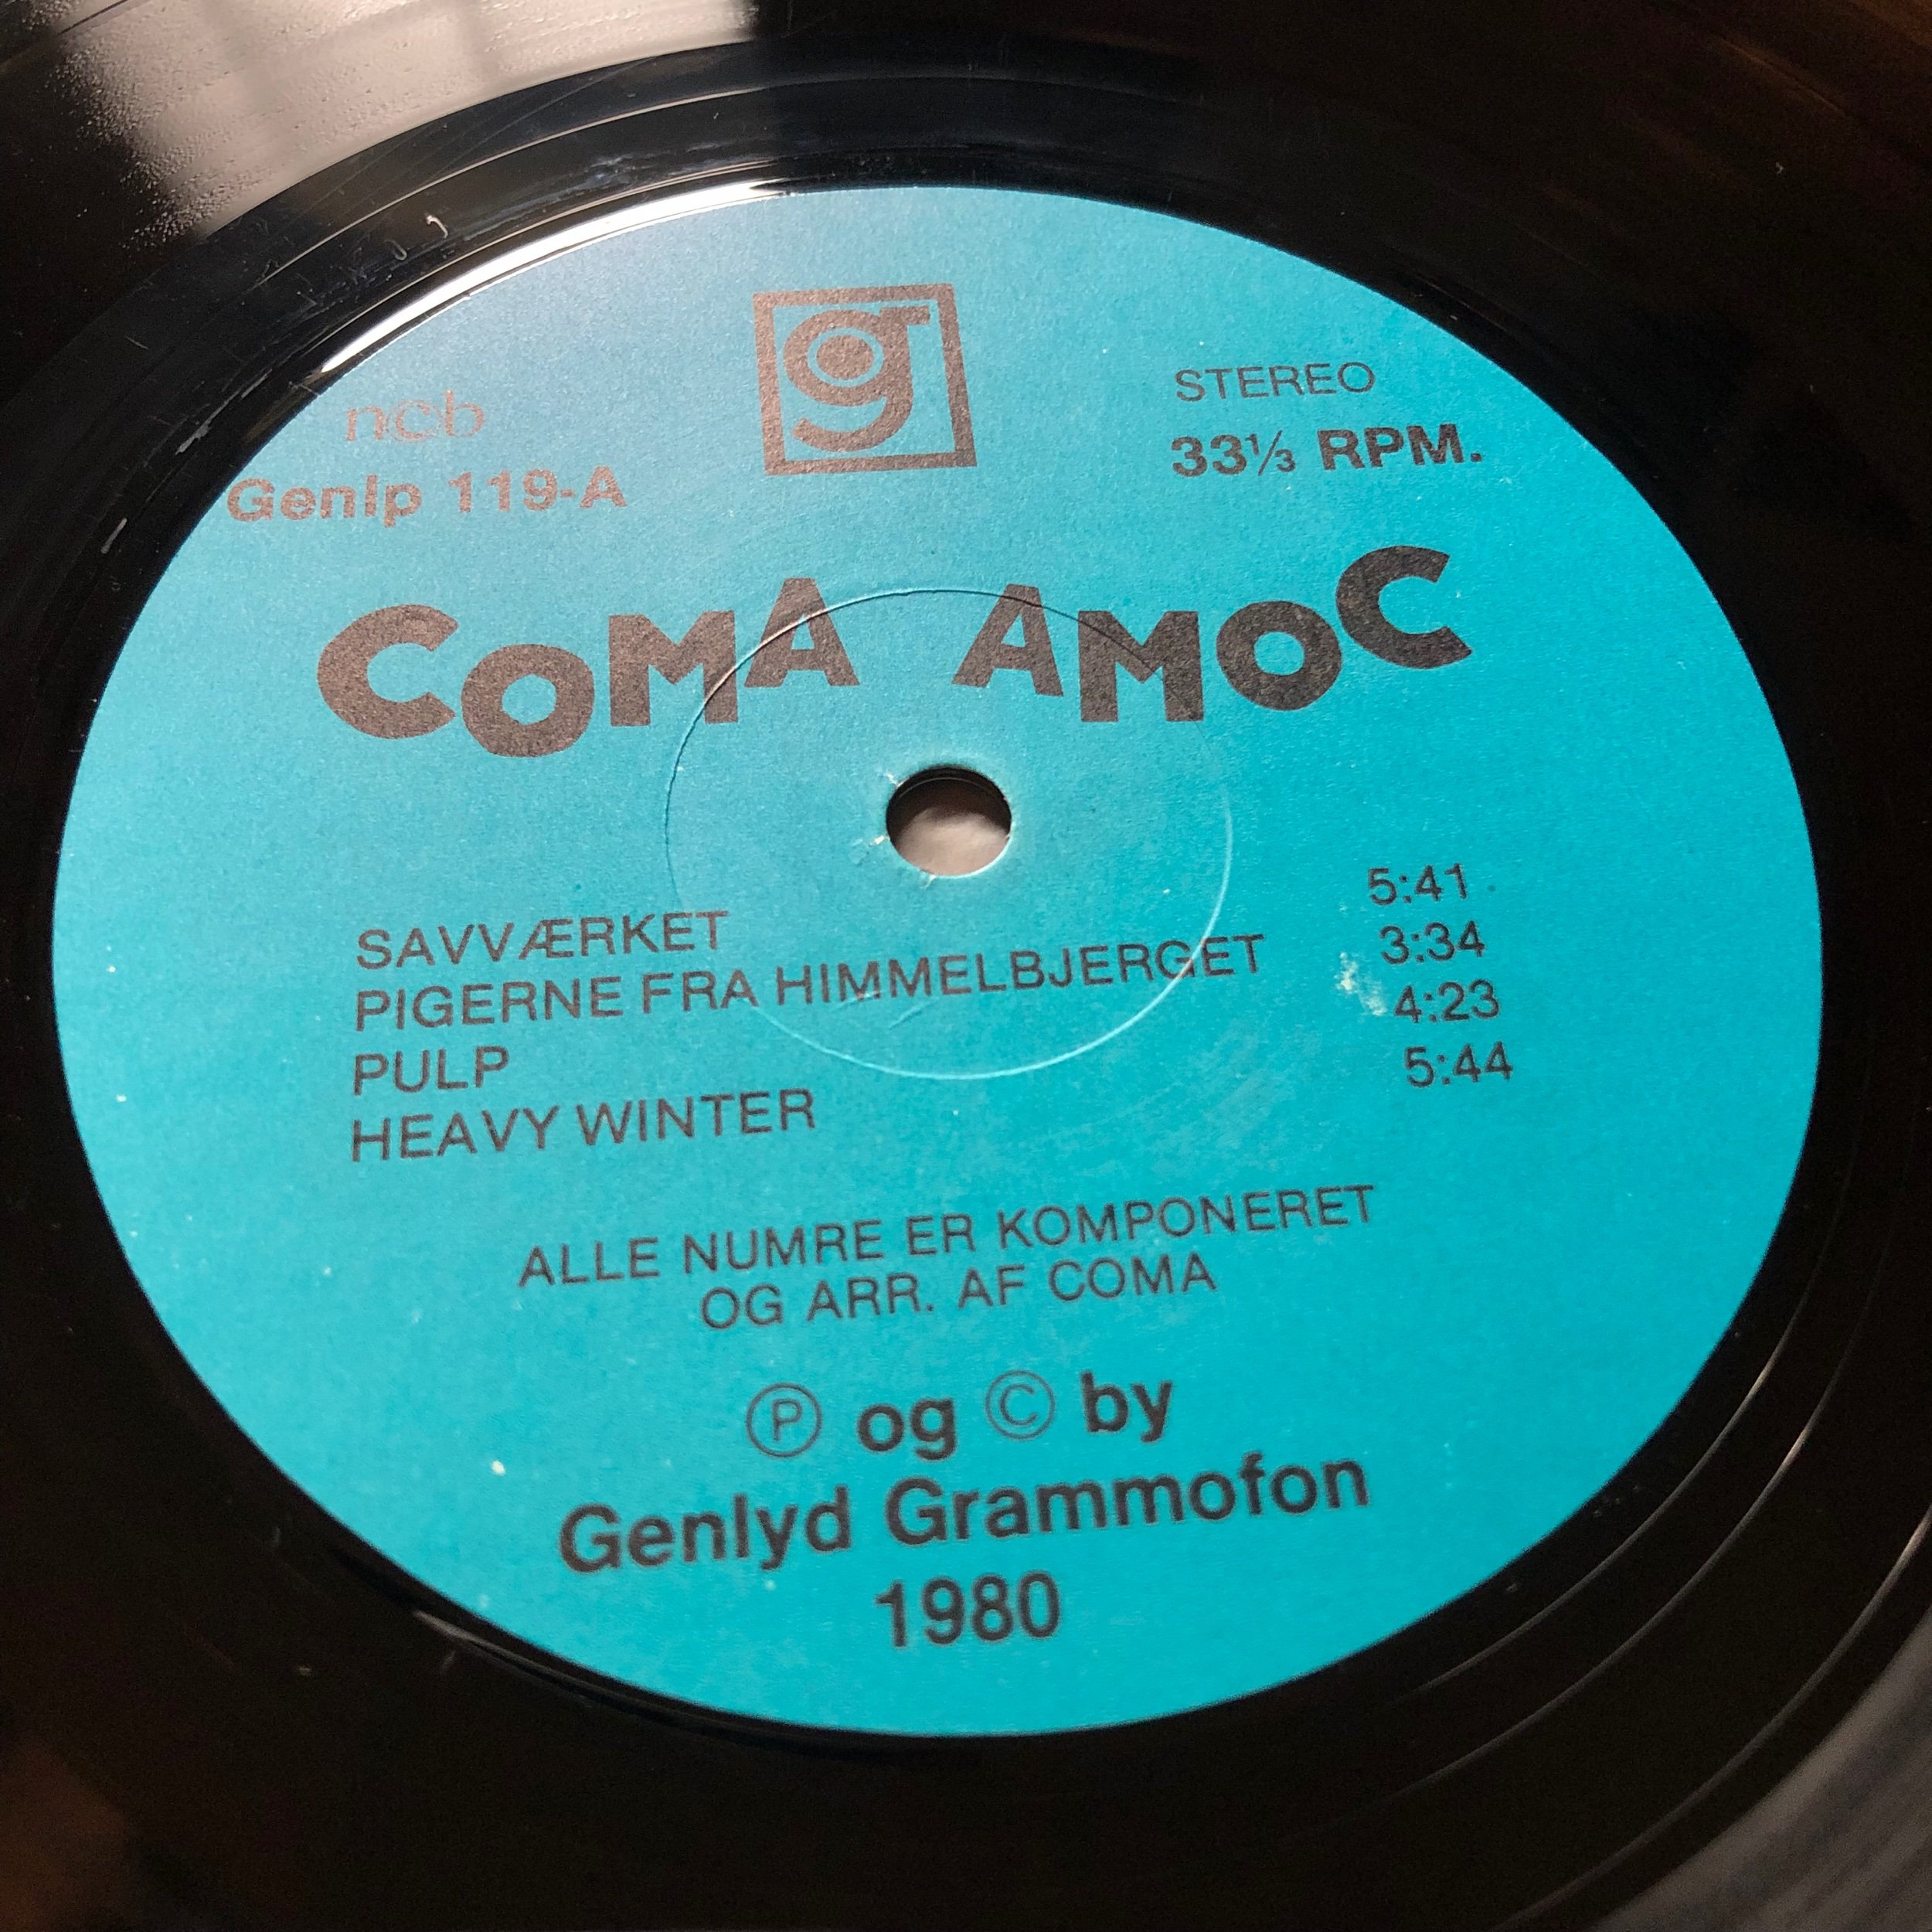 g
ncb
Genlp 119-A
STEREO
33⅓ RPM.
COMA AMOC
SAVVÆRKET 5:41
PIGERNE FRA HIMMELBJERGET 3:34
PULP 4:23
HEAVY WINTER 5:44
ALLE NUMRE ER KOMPONERET
OG ARR. AF COMA
Ⓟ og © by
Genlyd Grammofon
1980